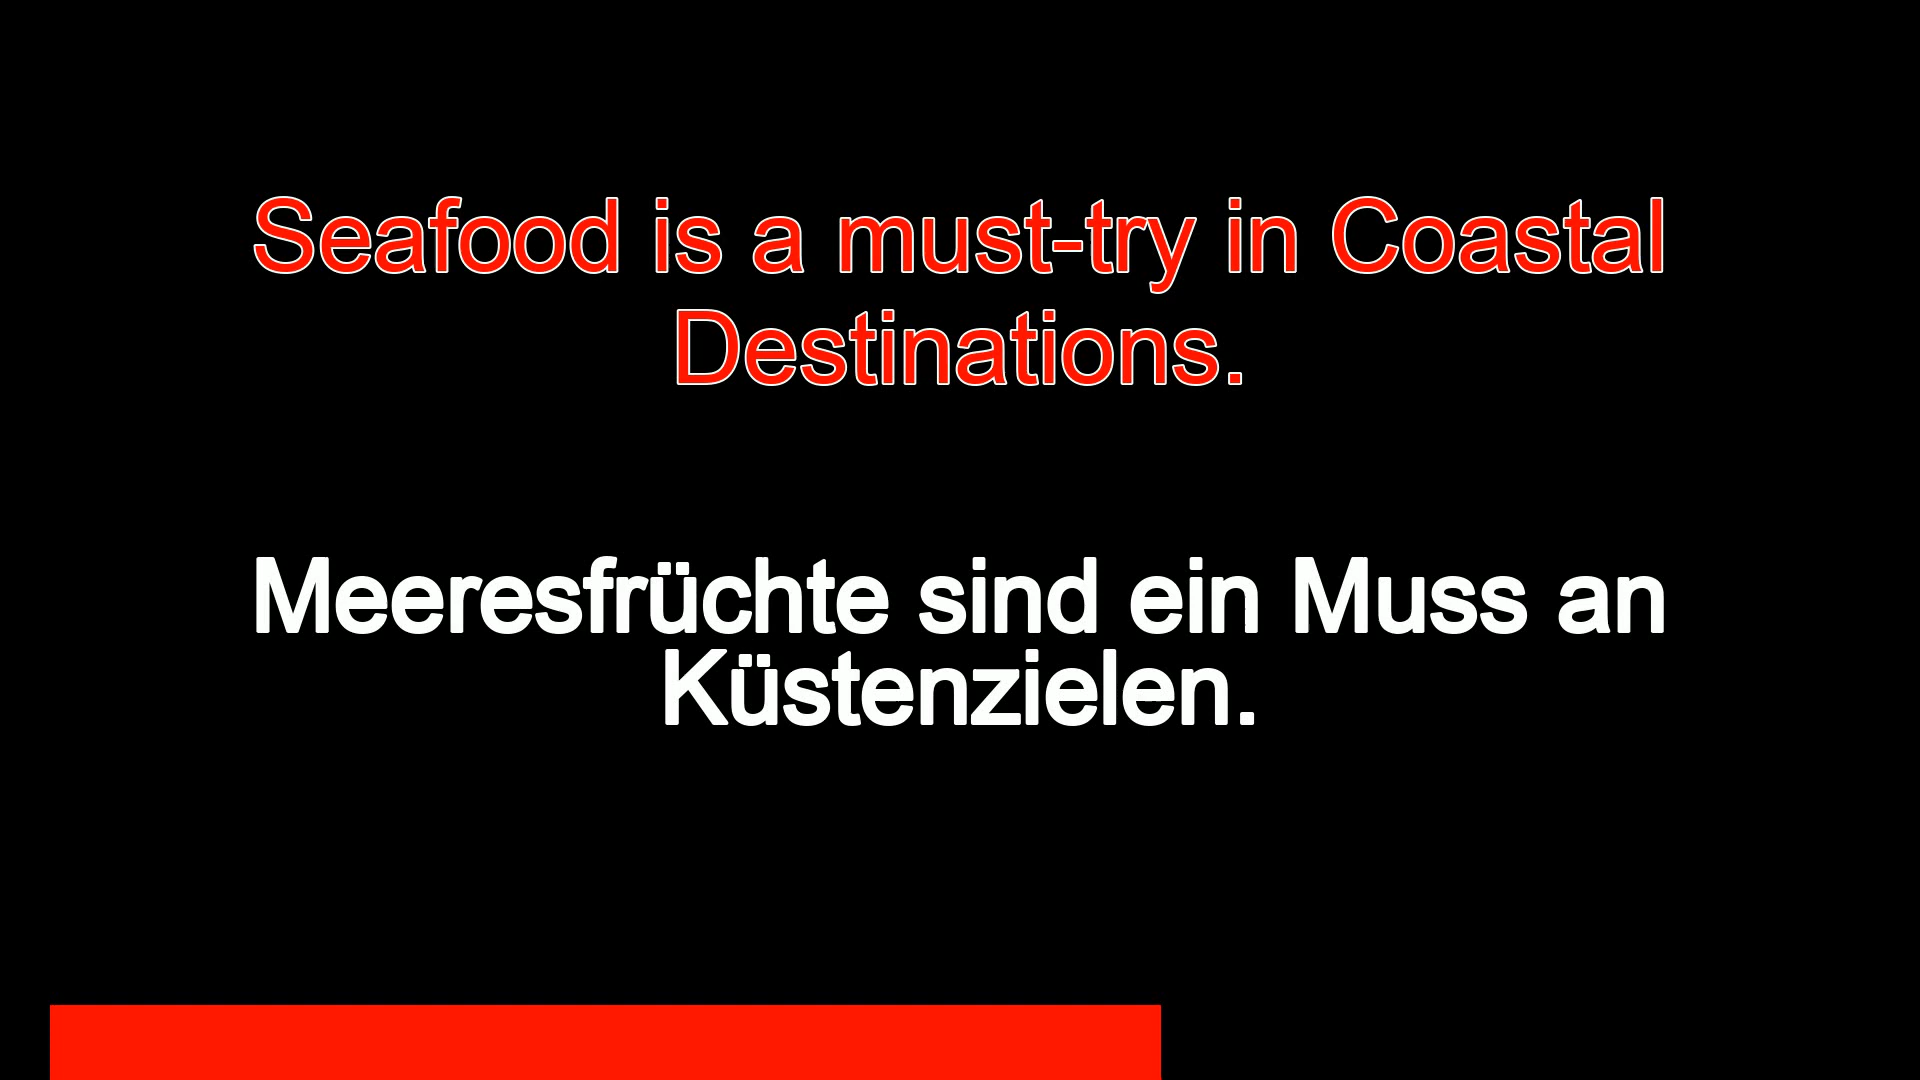 Seafood is a must-try in Coastal
Destinations.
Meeresfrüchte sind ein Muss an
Küstenzielen.